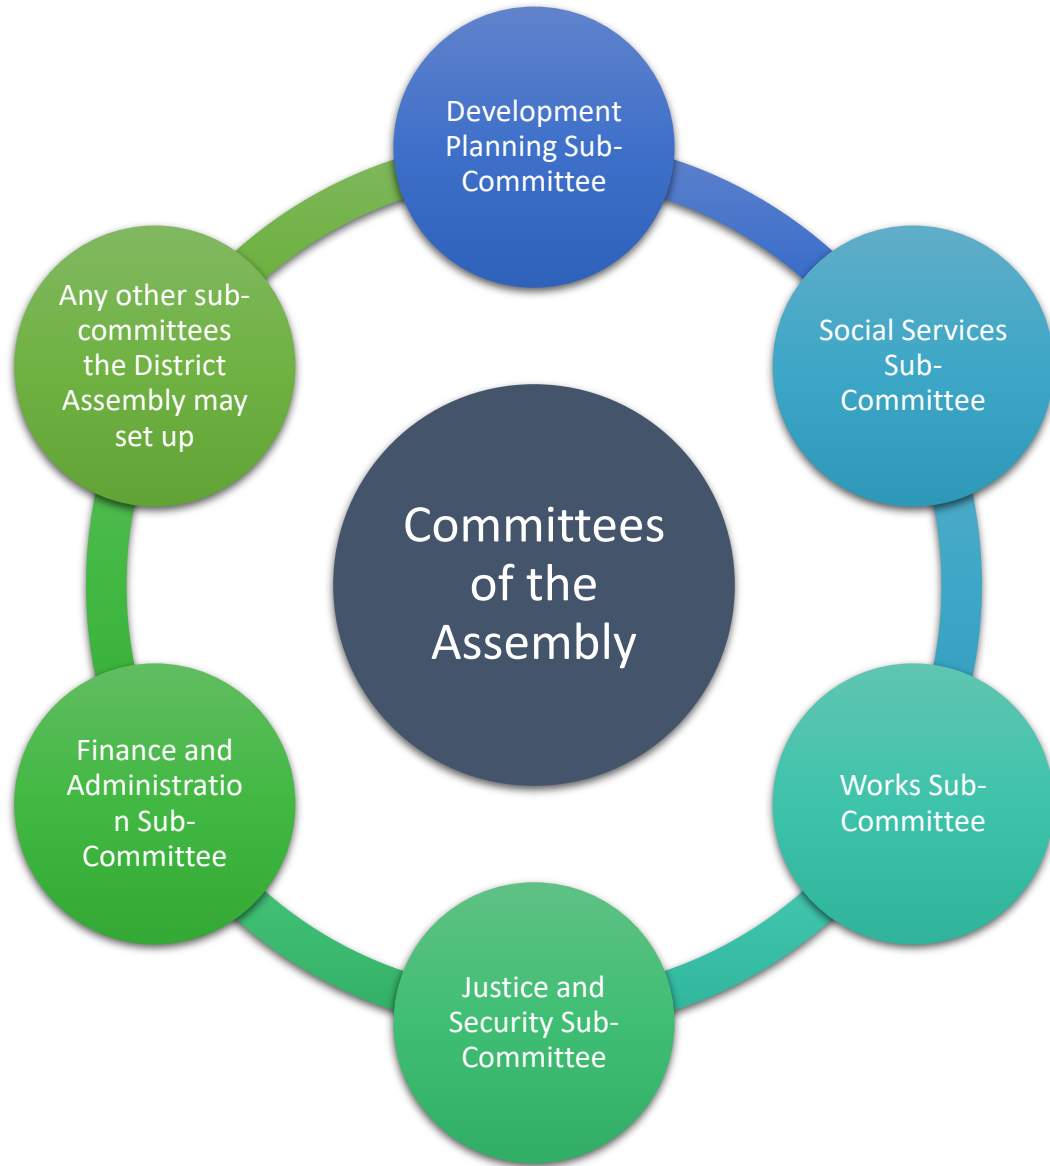 Development
Planning Sub-
Committee
Social Services
Sub-
Committee
Works Sub-
Committee
Justice and
Security Sub-
Committee
Finance and
Administratio
n Sub-
Committee
Any other sub-
committees
the District
Assembly may
set up
Committees
of the
Assembly